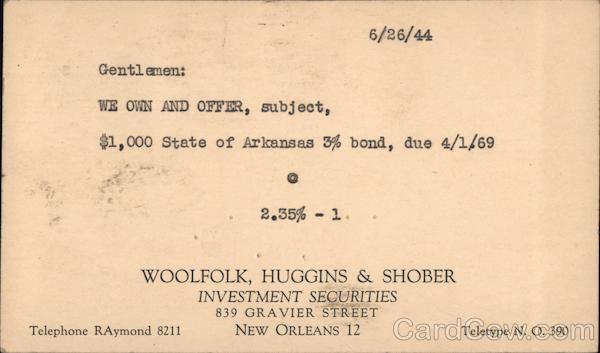 6/26/44
Gentlemen:
WE OWN AND OFFER, subject,
$1,000 State of Arkansas 3% bond, due 4/1/69
@
2.35% - 1
WOOLFOLK, HUGGINS & SHOBER
INVESTMENT SECURITIES
839 GRAVIER STREET
Telephone RAymond 8211 NEW ORLEANS 12 Teletype N. O. 390
CardCow.com